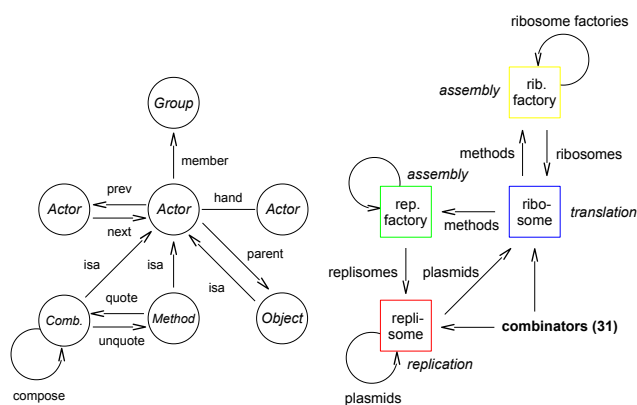 Group
member
prev
Actor
Actor
hand
Actor
next
isa
isa
parent
isa
quote
Comb.
Method
Object
unquote
compose
ribosome factories
assembly
rib.
factory
methods
ribosomes
assembly
rep.
factory
methods
ribo-
some
translation
replisomes
plasmids
repli-
some
combinators (31)
replication
plasmids